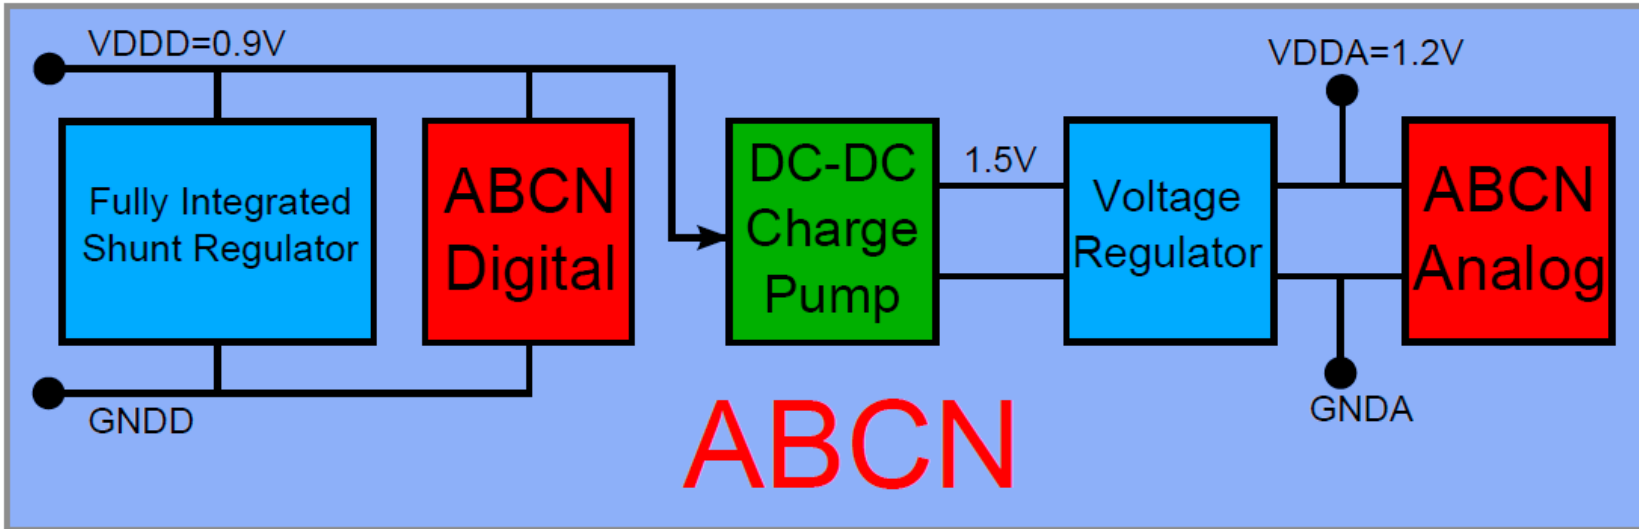 VDDD=0.9V
Fully Integrated
Shunt Regulator
GNDD
ABCN
Digital
DC-DC
Charge
Pump
1.5V
Voltage
Regulator
VDDA=1.2V
GNDA
ABCN
Analog
ABCN